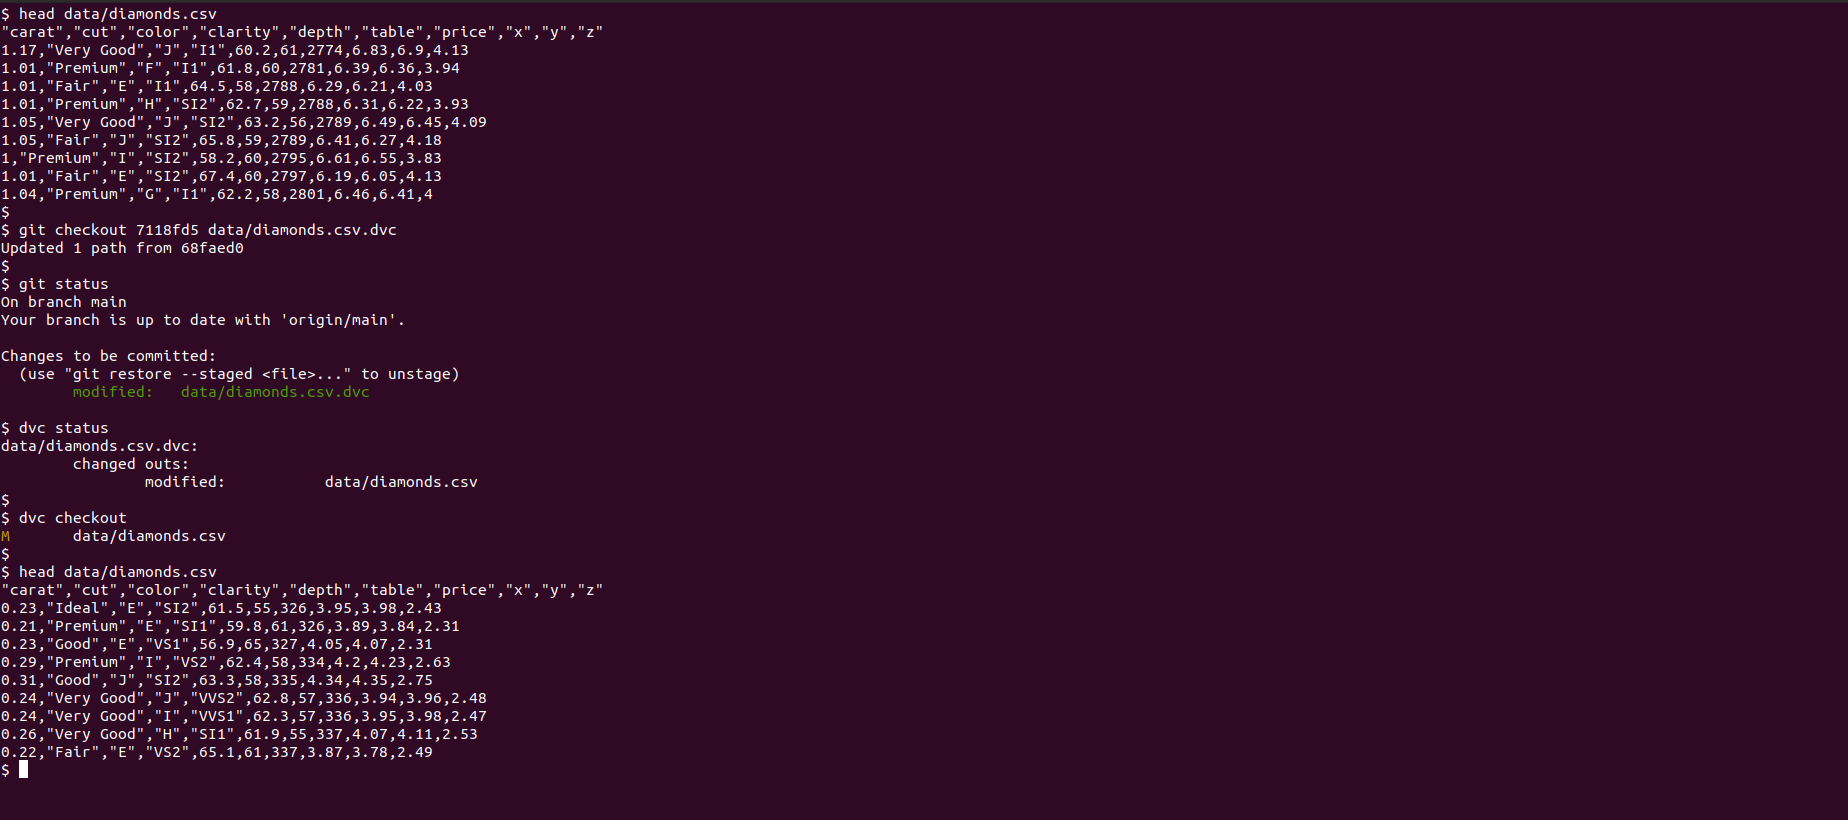 $ head data/diamonds.csv
"carat","cut","color","clarity","depth","table","price","x","y","z"
1.17,"Very Good","J","I1",60.2,61,2774,6.83,6.9,4.13
1.01,"Premium","F","I1",61.8,60,2781,6.39,6.36,3.94
1.01,"Fair","E","I1",64.5,58,2788,6.29,6.21,4.03
1.01,"Premium","H","SI2",62.7,59,2788,6.31,6.22,3.93
1.05,"Very Good","J","SI2",63.2,56,2789,6.49,6.45,4.09
1.05,"Fair","J","SI2",65.8,59,2789,6.41,6.27,4.18
1,"Premium","I","SI2",58.2,60,2795,6.61,6.55,3.83
1.01,"Fair","E","SI2",67.4,60,2797,6.19,6.05,4.13
1.04,"Premium","G","I1",62.2,58,2801,6.46,6.41,4
$
$ git checkout 7118fd5 data/diamonds.csv.dvc
Updated 1 path from 68faed0
$
$ git status
On branch main
Your branch is up to date with 'origin/main'.
Changes to be committed:
  (use "git restore --staged <file>..." to unstage)
        modified:   data/diamonds.csv.dvc
$ dvc status
data/diamonds.csv.dvc:
        changed outs:
                modified:           data/diamonds.csv
$
$ dvc checkout
M       data/diamonds.csv
$
$ head data/diamonds.csv
"carat","cut","color","clarity","depth","table","price","x","y","z"
0.23,"Ideal","E","SI2",61.5,55,326,3.95,3.98,2.43
0.21,"Premium","E","SI1",59.8,61,326,3.89,3.84,2.31
0.23,"Good","E","VS1",56.9,65,327,4.05,4.07,2.31
0.29,"Premium","I","VS2",62.4,58,334,4.2,4.23,2.63
0.31,"Good","J","SI2",63.3,58,335,4.34,4.35,2.75
0.24,"Very Good","J","VVS2",62.8,57,336,3.94,3.96,2.48
0.24,"Very Good","I","VVS1",62.3,57,336,3.95,3.98,2.47
0.26,"Very Good","H","SI1",61.9,55,337,4.07,4.11,2.53
0.22,"Fair","E","VS2",65.1,61,337,3.87,3.78,2.49
$